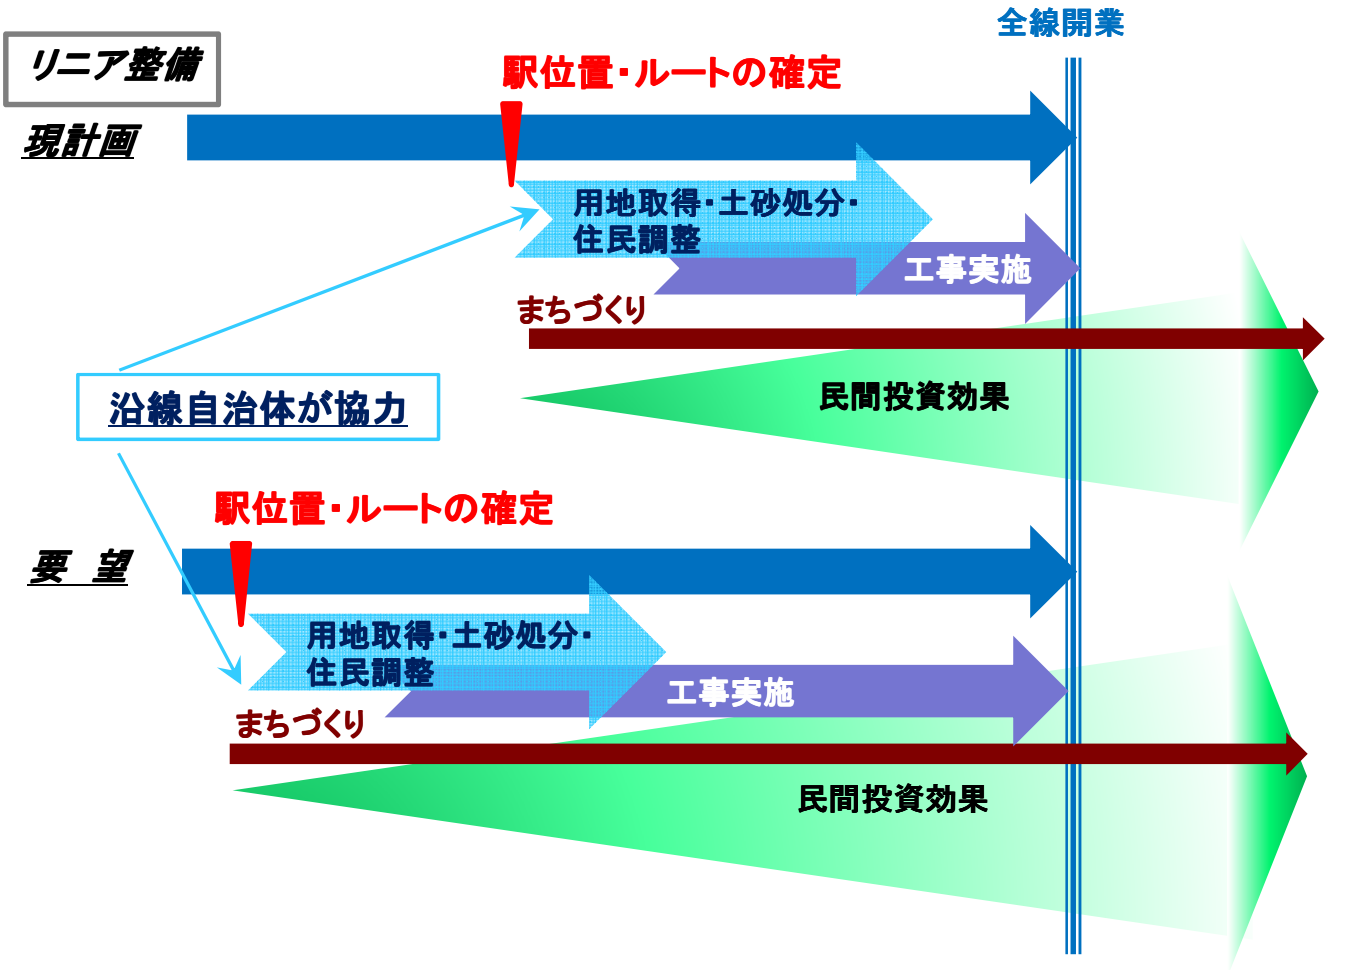 全線開業
リニア整備
駅位置・ルートの確定
現計画
用地取得・土砂処分・
住民調整
工事実施
まちづくり
民間投資効果
沿線自治体が協力
駅位置・ルートの確定
要　望
用地取得・土砂処分・
住民調整
工事実施
まちづくり
民間投資効果